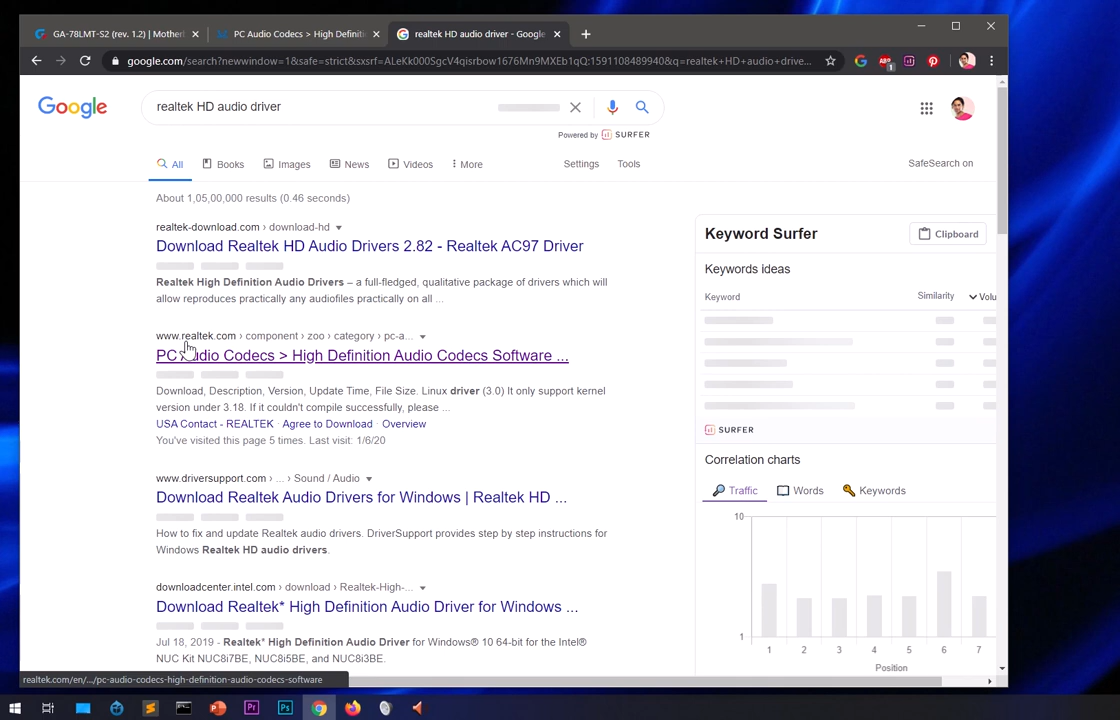 GA-78LMT-S2 (rev. 1.2) | Mother
PC Audio Codecs > High Definiti
realtek HD audio driver - Google
google.com/search?newwindow=1&safe=strict&sxsrf=ALeKk000SgcV4qisrbow1676Mn9MXEb1qQ:1591108489940&q=realtek+HD+audio+drive...
ABP
1
Google
realtek HD audio driver
Powered by SURFER
All
Books
Images
News
Videos
More
Settings
Tools
SafeSearch on
About 1,05,00,000 results (0.46 seconds)
realtek-download.com › download-hd
Download Realtek HD Audio Drivers 2.82 - Realtek AC97 Driver
Realtek High Definition Audio Drivers – a full-fledged, qualitative package of drivers which will
allow reproduces practically any audiofiles practically on all ...
www.realtek.com › component › zoo › category › pc-a...
PC Audio Codecs > High Definition Audio Codecs Software ...
Download, Description, Version, Update Time, File Size. Linux driver (3.0) It only support kernel
version under 3.18. If it couldn't compile successfully, please ...
USA Contact - REALTEK · Agree to Download · Overview
You've visited this page 5 times. Last visit: 1/6/20
www.driversupport.com › ... › Sound / Audio
Download Realtek Audio Drivers for Windows | Realtek HD ...
How to fix and update Realtek audio drivers. DriverSupport provides step by step instructions for
Windows Realtek HD audio drivers.
downloadcenter.intel.com › download › Realtek-High-...
Download Realtek* High Definition Audio Driver for Windows ...
Jul 18, 2019 - Realtek* High Definition Audio Driver for Windows® 10 64-bit for the Intel®
NUC Kit NUC8i7BE, NUC8i5BE, and NUC8i3BE.
Keyword Surfer
Clipboard
Keywords ideas
Keyword
Similarity
Volu
SURFER
Correlation charts
Traffic
Words
Keywords
10
1
1 2 3 4 5 6 7
Position
realtek.com/en/.../pc-audio-codecs-high-definition-audio-codecs-software
Pr
Ps